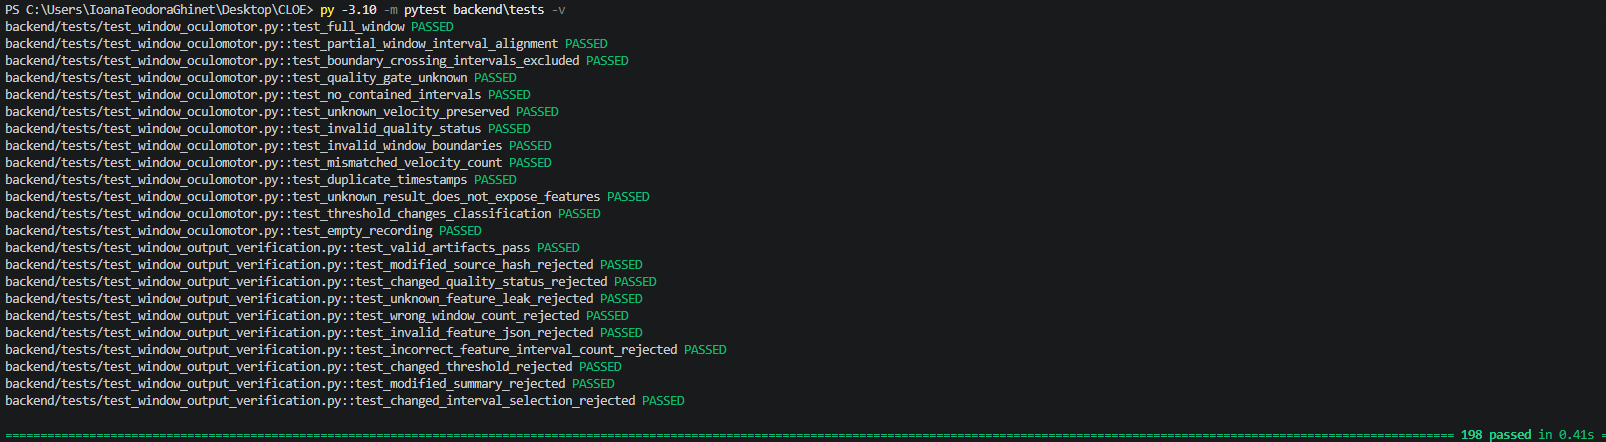 PS C:\Users\IoanaTeodoraGhinet\Desktop\CLOE> py -3.10 -m pytest backend\tests -v
backend/tests/test_window_oculomotor.py::test_full_window PASSED
backend/tests/test_window_oculomotor.py::test_partial_window_interval_alignment PASSED
backend/tests/test_window_oculomotor.py::test_boundary_crossing_intervals_excluded PASSED
backend/tests/test_window_oculomotor.py::test_quality_gate_unknown PASSED
backend/tests/test_window_oculomotor.py::test_no_contained_intervals PASSED
backend/tests/test_window_oculomotor.py::test_unknown_velocity_preserved PASSED
backend/tests/test_window_oculomotor.py::test_invalid_quality_status PASSED
backend/tests/test_window_oculomotor.py::test_invalid_window_boundaries PASSED
backend/tests/test_window_oculomotor.py::test_mismatched_velocity_count PASSED
backend/tests/test_window_oculomotor.py::test_duplicate_timestamps PASSED
backend/tests/test_window_oculomotor.py::test_unknown_result_does_not_expose_features PASSED
backend/tests/test_window_oculomotor.py::test_threshold_changes_classification PASSED
backend/tests/test_window_oculomotor.py::test_empty_recording PASSED
backend/tests/test_window_output_verification.py::test_valid_artifacts_pass PASSED
backend/tests/test_window_output_verification.py::test_modified_source_hash_rejected PASSED
backend/tests/test_window_output_verification.py::test_changed_quality_status_rejected PASSED
backend/tests/test_window_output_verification.py::test_unknown_feature_leak_rejected PASSED
backend/tests/test_window_output_verification.py::test_wrong_window_count_rejected PASSED
backend/tests/test_window_output_verification.py::test_invalid_feature_json_rejected PASSED
backend/tests/test_window_output_verification.py::test_incorrect_feature_interval_count_rejected PASSED
backend/tests/test_window_output_verification.py::test_changed_threshold_rejected PASSED
backend/tests/test_window_output_verification.py::test_modified_summary_rejected PASSED
backend/tests/test_window_output_verification.py::test_changed_interval_selection_rejected PASSED
198 passed in 0.41s